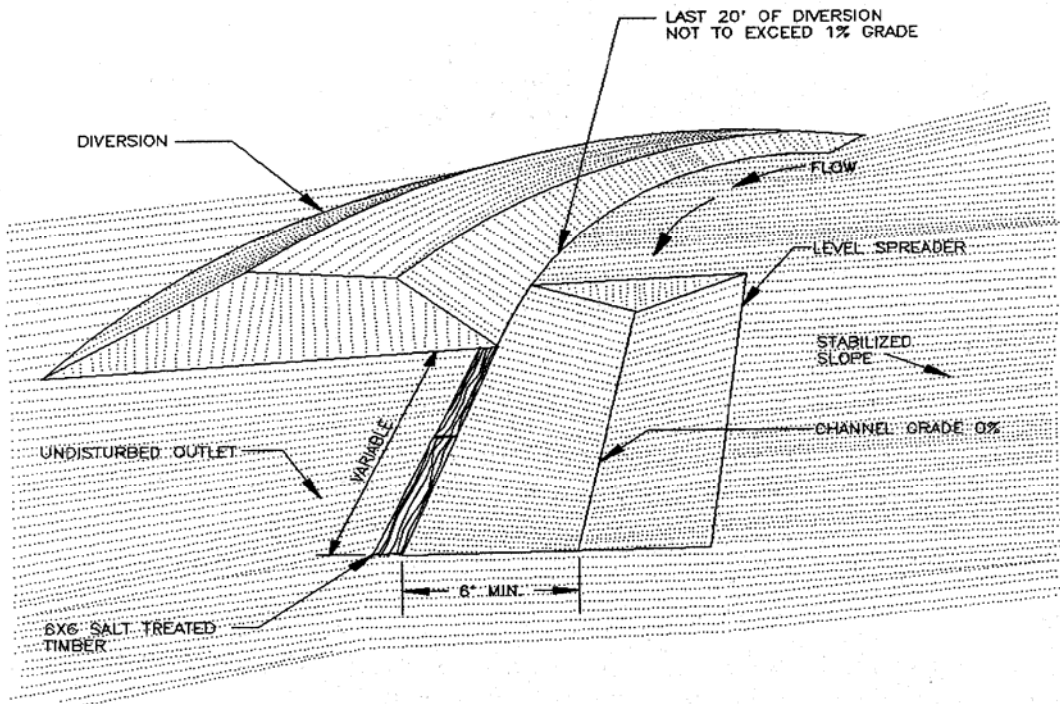 LAST 20' OF DIVERSION
NOT TO EXCEED 1% GRADE
DIVERSION
FLOW
LEVEL SPREADER
STABILIZED
SLOPE
UNDISTURBED OUTLET
VARIABLE
CHANNEL GRADE 0%
6' MIN.
6X6 SALT TREATED
TIMBER